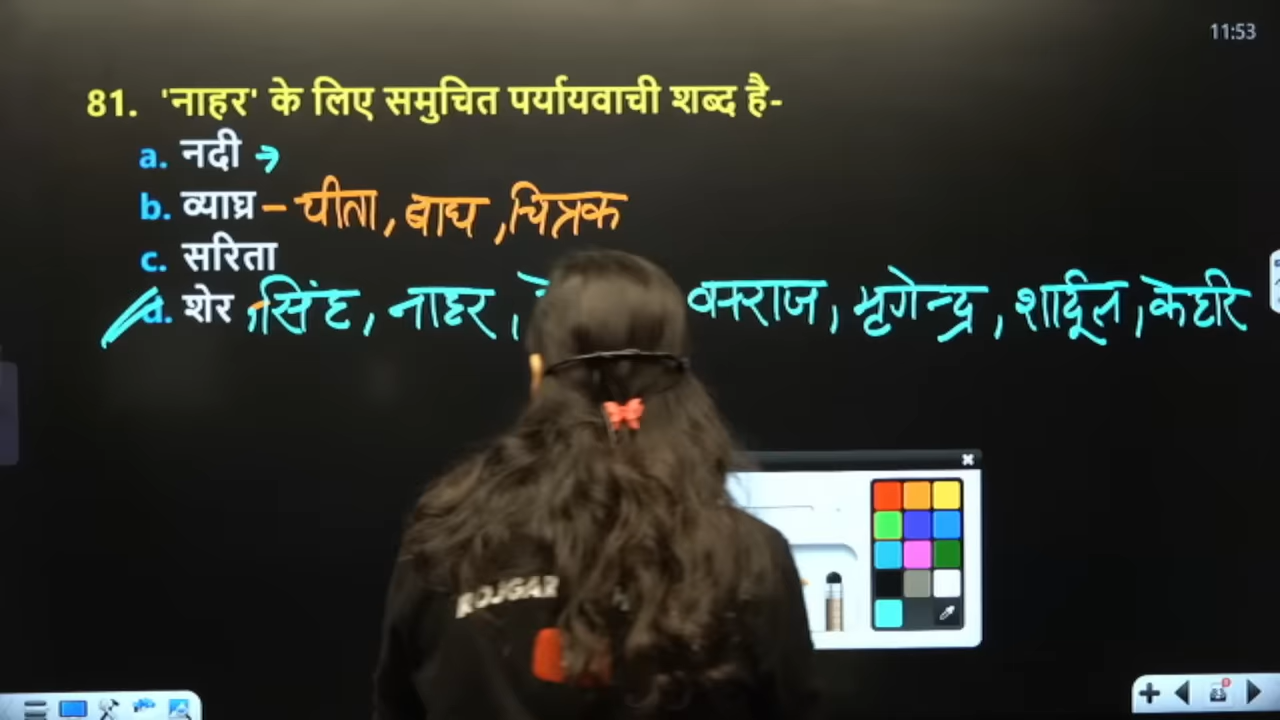 11:53
81. 'नाहर' के लिए समुचित पर्यायवाची शब्द है-
a. नदी →
b. व्याघ्र – चीता, बाघ, चित्रक
c. सरिता
d. शेर, सिंह, नाहर, वनराज, मृगेन्द्र, शार्दूल, केहरि
ROJGAR